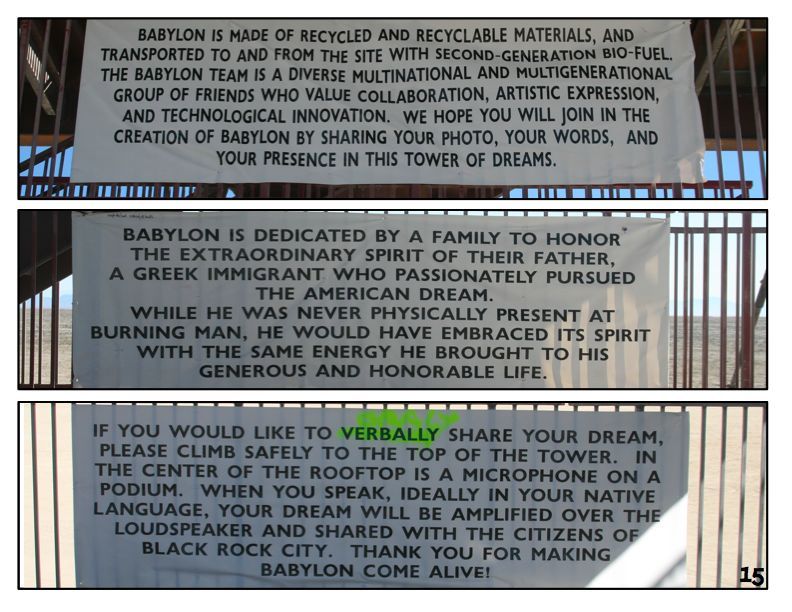 BABYLON IS MADE OF RECYCLED AND RECYCLABLE MATERIALS, AND
TRANSPORTED TO AND FROM THE SITE WITH SECOND-GENERATION BIO-FUEL.
THE BABYLON TEAM IS A DIVERSE MULTINATIONAL AND MULTIGENERATIONAL
GROUP OF FRIENDS WHO VALUE COLLABORATION, ARTISTIC EXPRESSION,
AND TECHNOLOGICAL INNOVATION. WE HOPE YOU WILL JOIN IN THE
CREATION OF BABYLON BY SHARING YOUR PHOTO, YOUR WORDS, AND
YOUR PRESENCE IN THIS TOWER OF DREAMS.
BABYLON IS DEDICATED BY A FAMILY TO HONOR
THE EXTRAORDINARY SPIRIT OF THEIR FATHER,
A GREEK IMMIGRANT WHO PASSIONATELY PURSUED
THE AMERICAN DREAM.
WHILE HE WAS NEVER PHYSICALLY PRESENT AT
BURNING MAN, HE WOULD HAVE EMBRACED ITS SPIRIT
WITH THE SAME ENERGY HE BROUGHT TO HIS
GENEROUS AND HONORABLE LIFE.
IF YOU WOULD LIKE TO VERBALLY SHARE YOUR DREAM,
PLEASE CLIMB SAFELY TO THE TOP OF THE TOWER. IN
THE CENTER OF THE ROOFTOP IS A MICROPHONE ON A
PODIUM. WHEN YOU SPEAK, IDEALLY IN YOUR NATIVE
LANGUAGE, YOUR DREAM WILL BE AMPLIFIED OVER THE
LOUDSPEAKER AND SHARED WITH THE CITIZENS OF
BLACK ROCK CITY. THANK YOU FOR MAKING
BABYLON COME ALIVE!
15